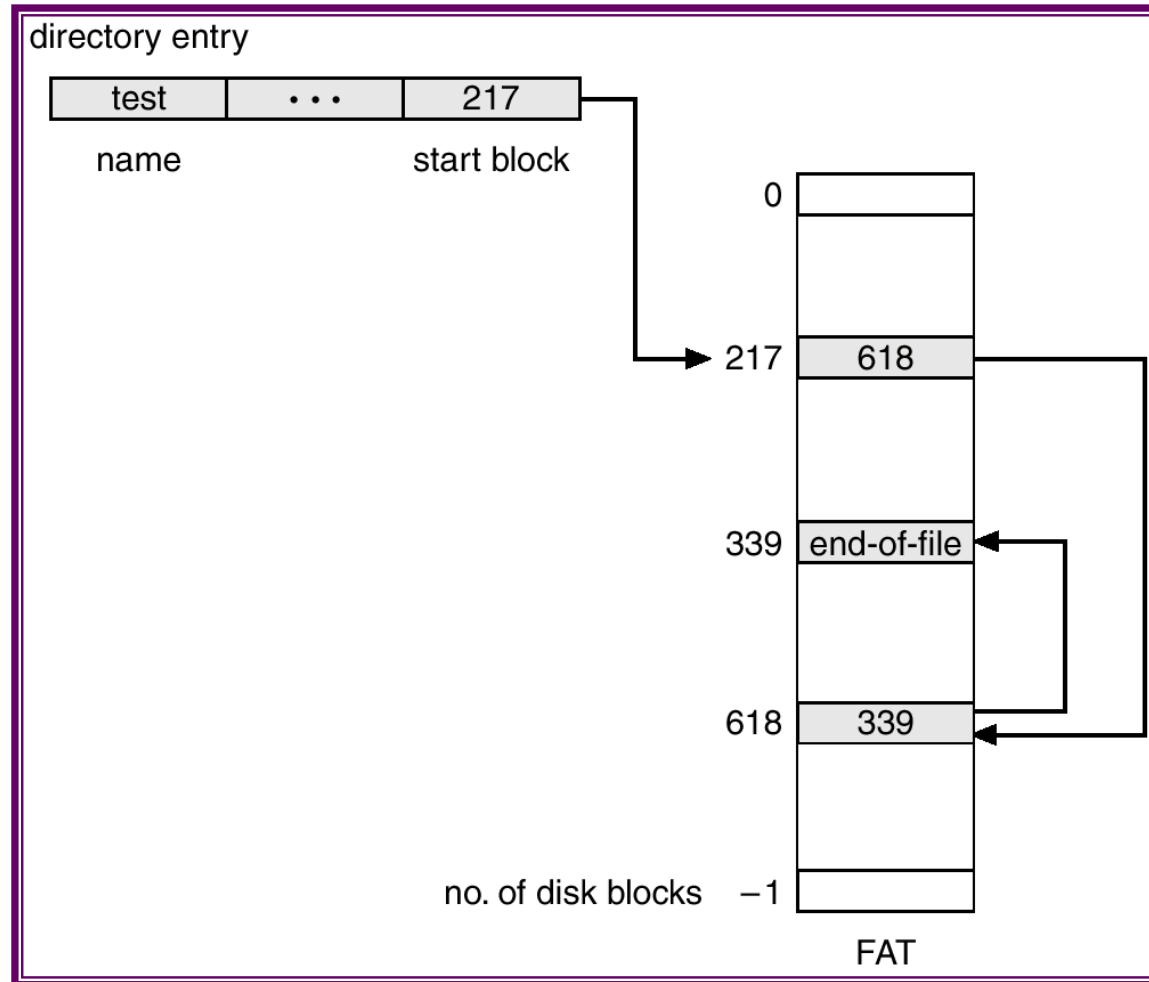 directory entry
test • • • 217
name start block
0
217 618
339 end-of-file
618 339
no. of disk blocks –1
FAT